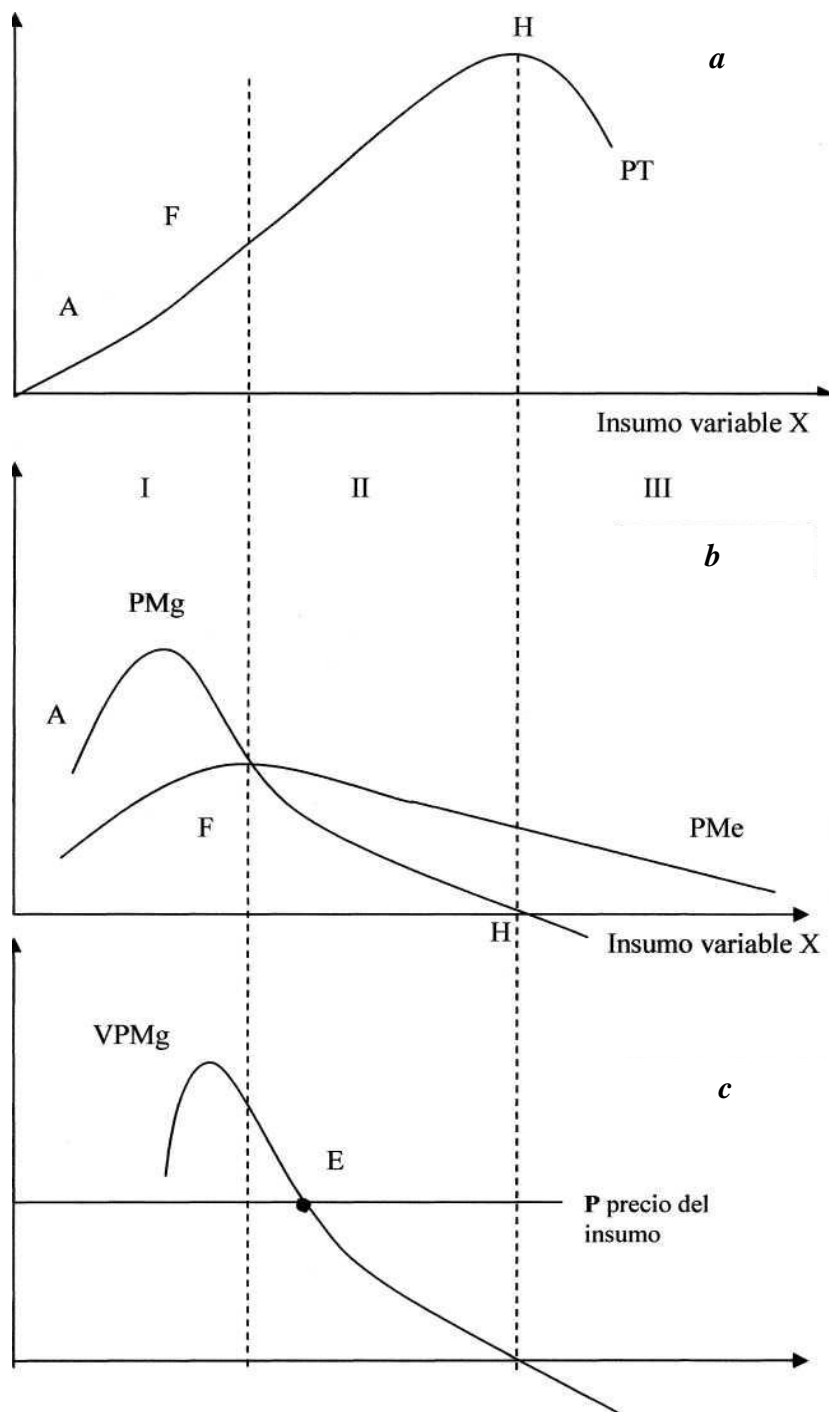 H
a
PT
F
A
Insumo variable X
I
II
III
b
PMg
A
F
PMe
H
Insumo variable X
VPMg
c
E
P precio del
insumo